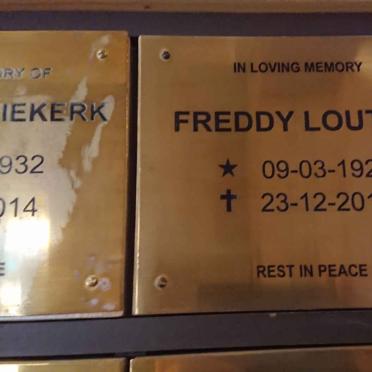 RY OF
IEKERK
932
014
E
IN LOVING MEMORY
FREDDY LOUT
★ 09-03-192
✝ 23-12-201
REST IN PEACE